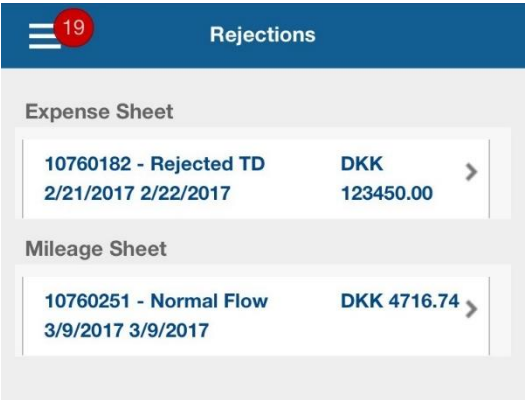 19
Rejections
Expense Sheet
10760182 - Rejected TD DKK
2/21/2017 2/22/2017 123450.00
Mileage Sheet
10760251 - Normal Flow DKK 4716.74
3/9/2017 3/9/2017